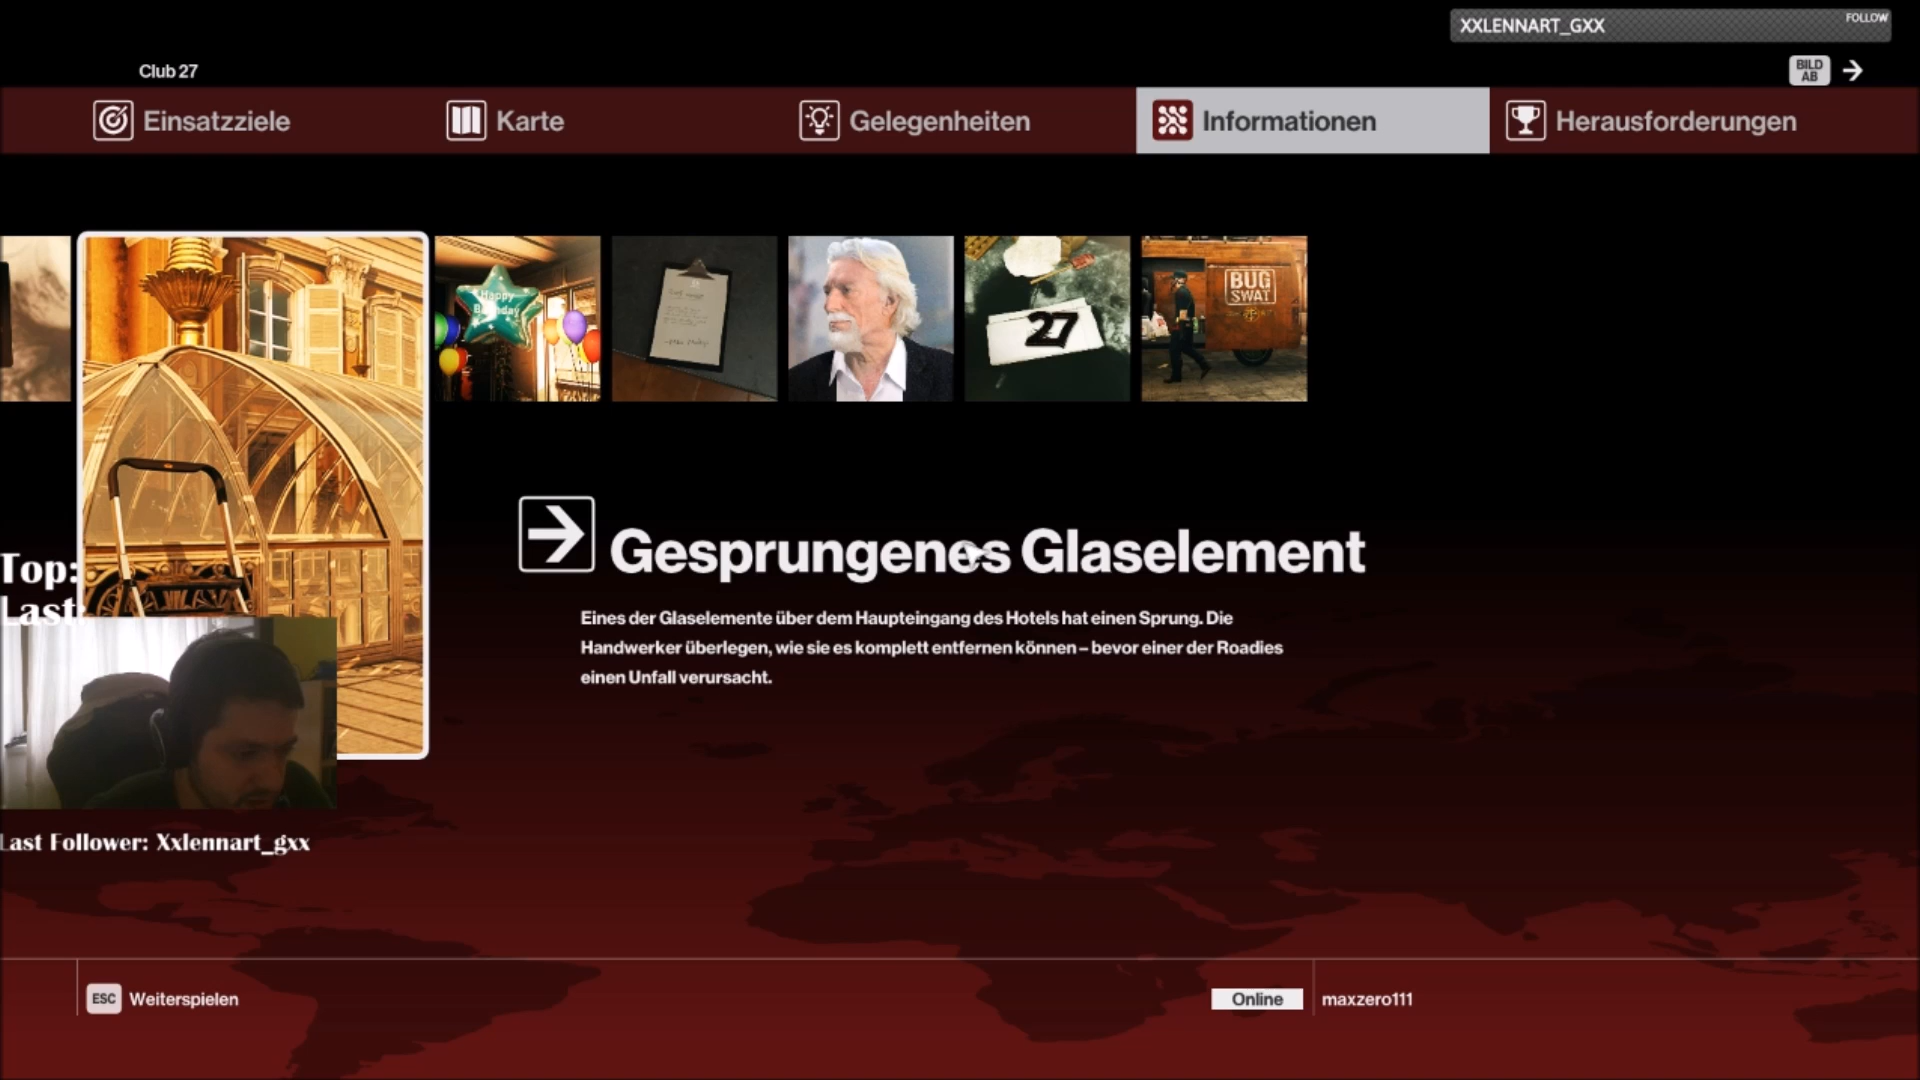 XXLENNART_GXX
FOLLOW
Club 27
BILD
AB
Einsatzziele
Karte
Gelegenheiten
Informationen
Herausforderungen
Happy
27
BUG
SWAT
Gesprungenes Glaselement
Eines der Glaselemente über dem Haupteingang des Hotels hat einen Sprung. Die
Handwerker überlegen, wie sie es komplett entfernen können – bevor einer der Roadies
einen Unfall verursacht.
Top:
Last:
Last Follower: Xxlennart_gxx
ESC Weiterspielen
Online
maxzero111